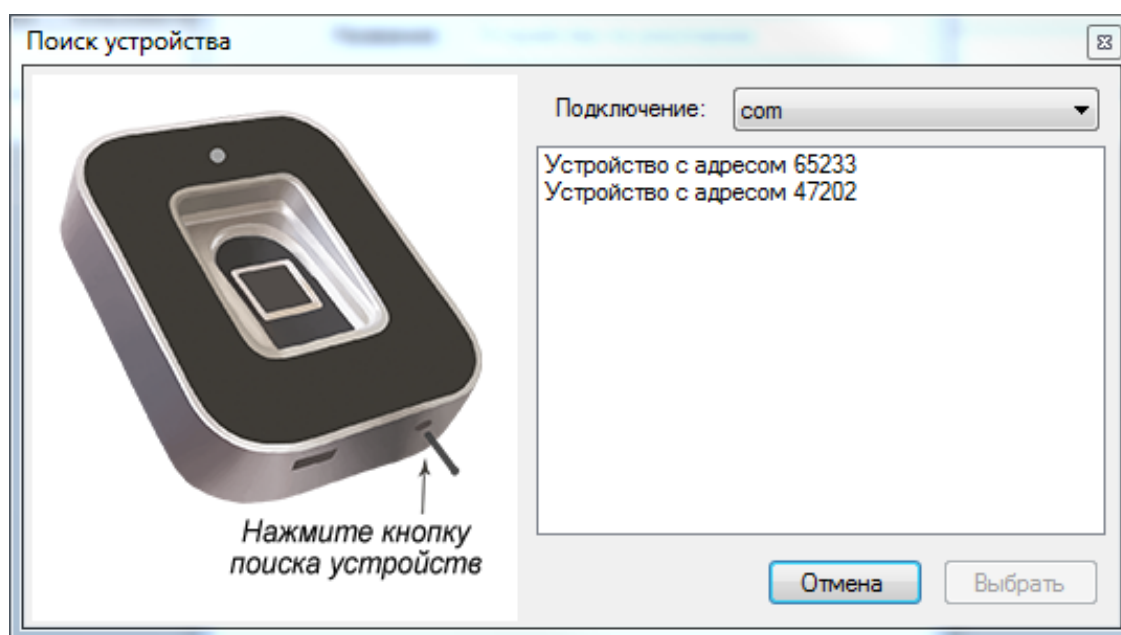 Поиск устройства
Подключение: com
Устройство с адресом 65233
Устройство с адресом 47202
Нажмите кнопку
поиска устройств
Отмена
Выбрать